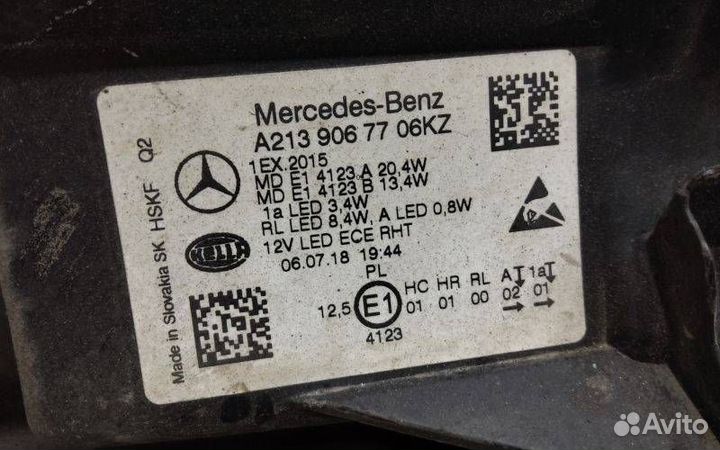 Mercedes-Benz
A213 906 77 06KZ
1EX.2015
MD E1 4123 A 20,4W
MD E1 4123 B 13,4W
1a LED 3,4W
RL LED 8,4W, A LED 0,8W
12V LED ECE RHT
06.07.18 19:44
PL
HC HR RL A 1a
12,5 E1 01 01 00 02 01
4123
HELLA
Made in Slovakia SK HSKF Q2
Avito